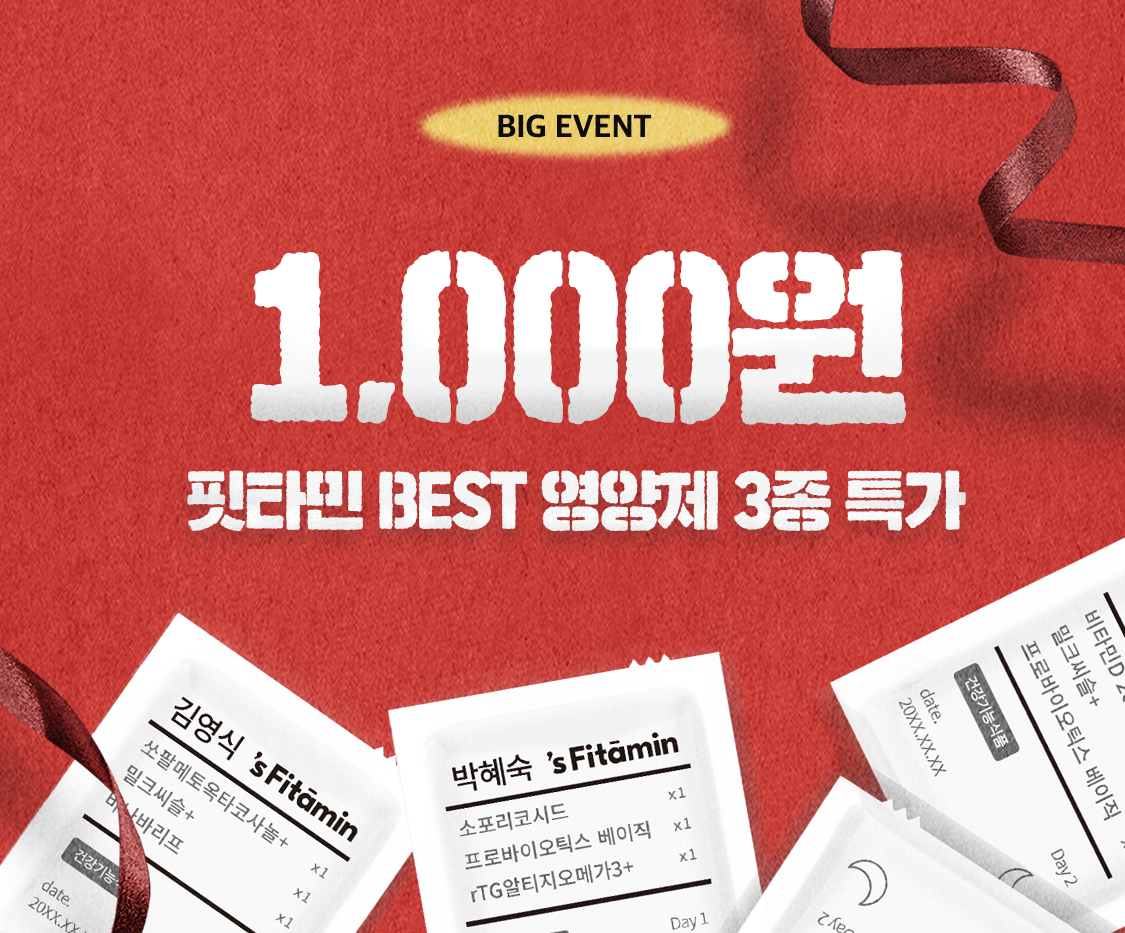 BIG EVENT
1,000원
핏타민 BEST 영양제 3종 특가
김영식 's Fitāmin
쏘팔메토옥타코사놀+ x1
밀크씨슬+ x1
바나바리프 x1
건강기능
date.
20XX.XX.XX
박혜숙 's Fitāmin
소포리코시드 x1
프로바이오틱스 베이직 x1
rTG알티지오메가3+ x1
Day 1
비타민D
밀크씨슬+
프로바이오틱스 베이직
건강기능식품
date.
20XX.XX.XX
Day 2
Day 2